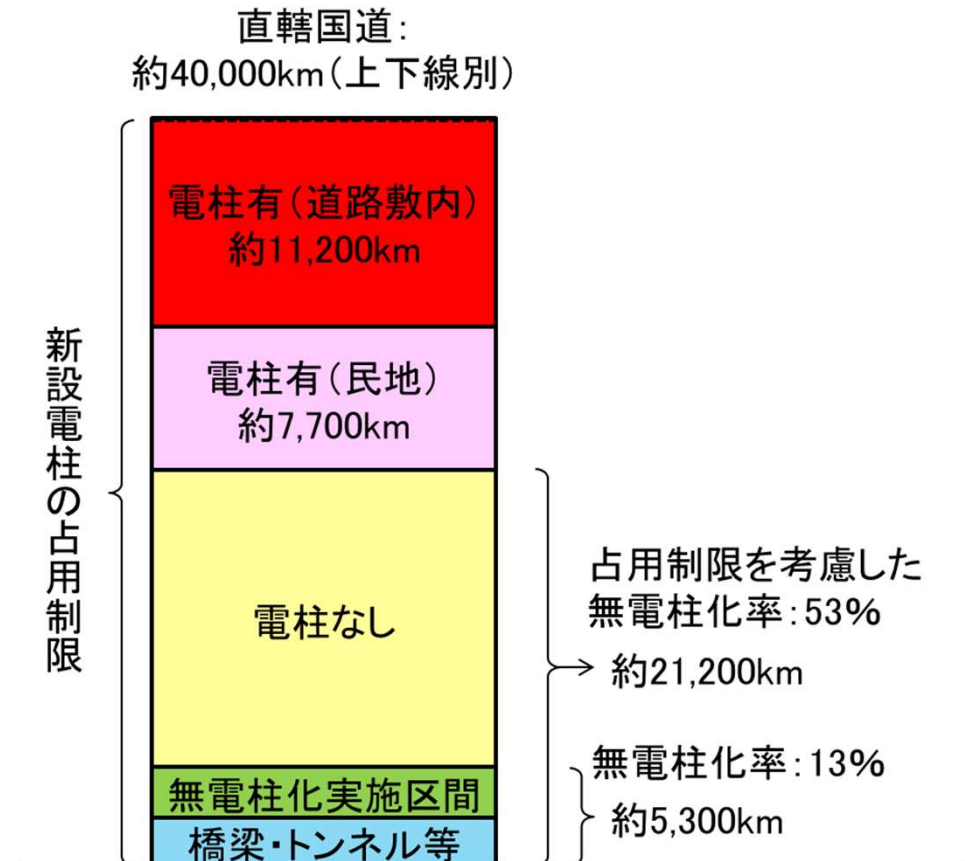 直轄国道:
約40,000km(上下線別)
電柱有(道路敷内)
約11,200km
電柱有(民地)
約7,700km
新設電柱の占用制限
電柱なし
占用制限を考慮した
無電柱化率:53%
約21,200km
無電柱化率:13%
約5,300km
無電柱化実施区間
橋梁・トンネル等